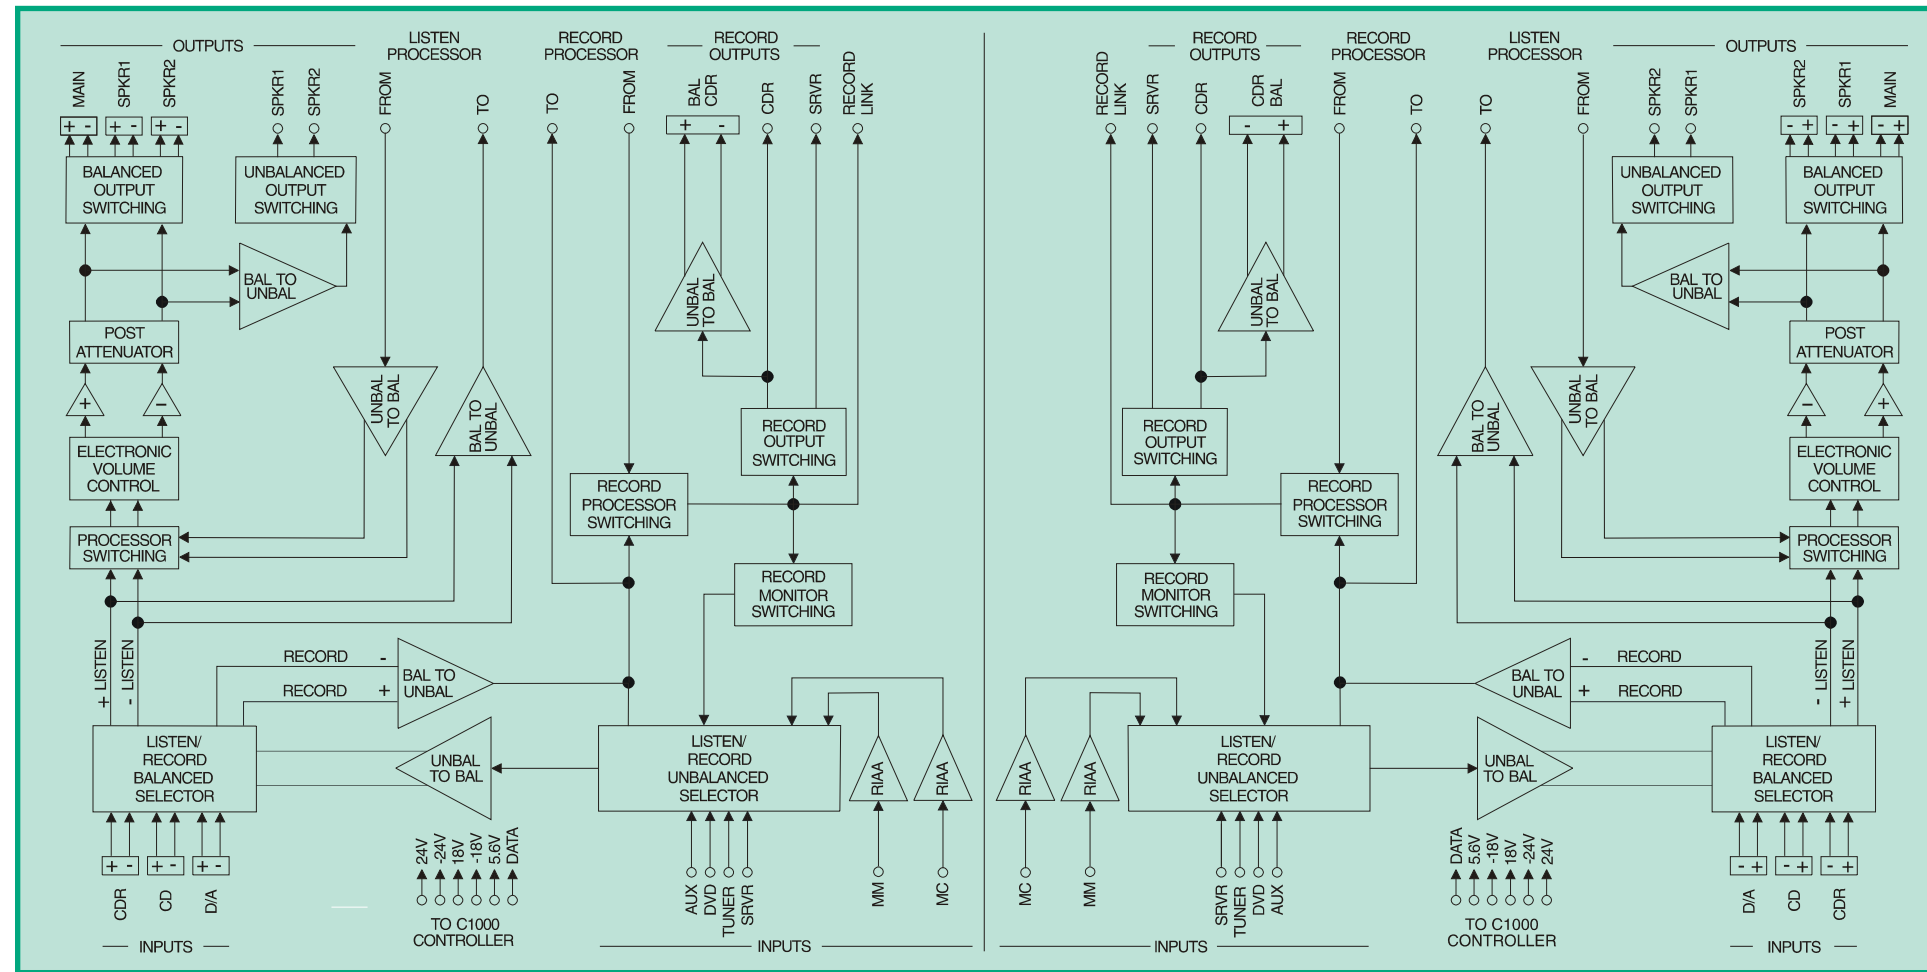 OUTPUTS
LISTEN
PROCESSOR
RECORD
PROCESSOR
RECORD
OUTPUTS
MAIN
SPKR1
SPKR2
SPKR1
SPKR2
FROM
TO
TO
FROM
BAL
CDR
CDR
SRVR
RECORD
LINK
+ -
+ -
+ -
+ -
BALANCED
OUTPUT
SWITCHING
UNBALANCED
OUTPUT
SWITCHING
BAL TO
UNBAL
UNBAL
TO BAL
POST
ATTENUATOR
+
-
UNBAL
TO BAL
BAL TO
UNBAL
ELECTRONIC
VOLUME
CONTROL
RECORD
OUTPUT
SWITCHING
RECORD
PROCESSOR
SWITCHING
PROCESSOR
SWITCHING
RECORD
MONITOR
SWITCHING
+ LISTEN
- LISTEN
RECORD -
RECORD +
BAL TO
UNBAL
LISTEN/
RECORD
BALANCED
SELECTOR
UNBAL
TO BAL
LISTEN/
RECORD
UNBALANCED
SELECTOR
RIAA
RIAA
+ -
+ -
+ -
CDR
CD
D/A
24V
-24V
18V
-18V
5.6V
DATA
AUX
DVD
TUNER
SRVR
MM
MC
TO C1000
CONTROLLER
INPUTS
INPUTS
RECORD
OUTPUTS
RECORD
PROCESSOR
LISTEN
PROCESSOR
OUTPUTS
RECORD
LINK
SRVR
CDR
CDR
BAL
FROM
TO
TO
FROM
SPKR2
SPKR1
SPKR2
SPKR1
MAIN
- +
- +
- +
- +
UNBALANCED
OUTPUT
SWITCHING
BALANCED
OUTPUT
SWITCHING
UNBAL
TO BAL
BAL TO
UNBAL
POST
ATTENUATOR
-
+
BAL TO
UNBAL
UNBAL
TO BAL
RECORD
OUTPUT
SWITCHING
ELECTRONIC
VOLUME
CONTROL
RECORD
PROCESSOR
SWITCHING
PROCESSOR
SWITCHING
RECORD
MONITOR
SWITCHING
- LISTEN
+ LISTEN
- RECORD
+ RECORD
BAL TO
UNBAL
RIAA
RIAA
LISTEN/
RECORD
UNBALANCED
SELECTOR
UNBAL
TO BAL
LISTEN/
RECORD
BALANCED
SELECTOR
- +
- +
- +
MC
MM
SRVR
TUNER
DVD
AUX
DATA
5.6V
-18V
18V
-24V
24V
D/A
CD
CDR
TO C1000
CONTROLLER
INPUTS
INPUTS